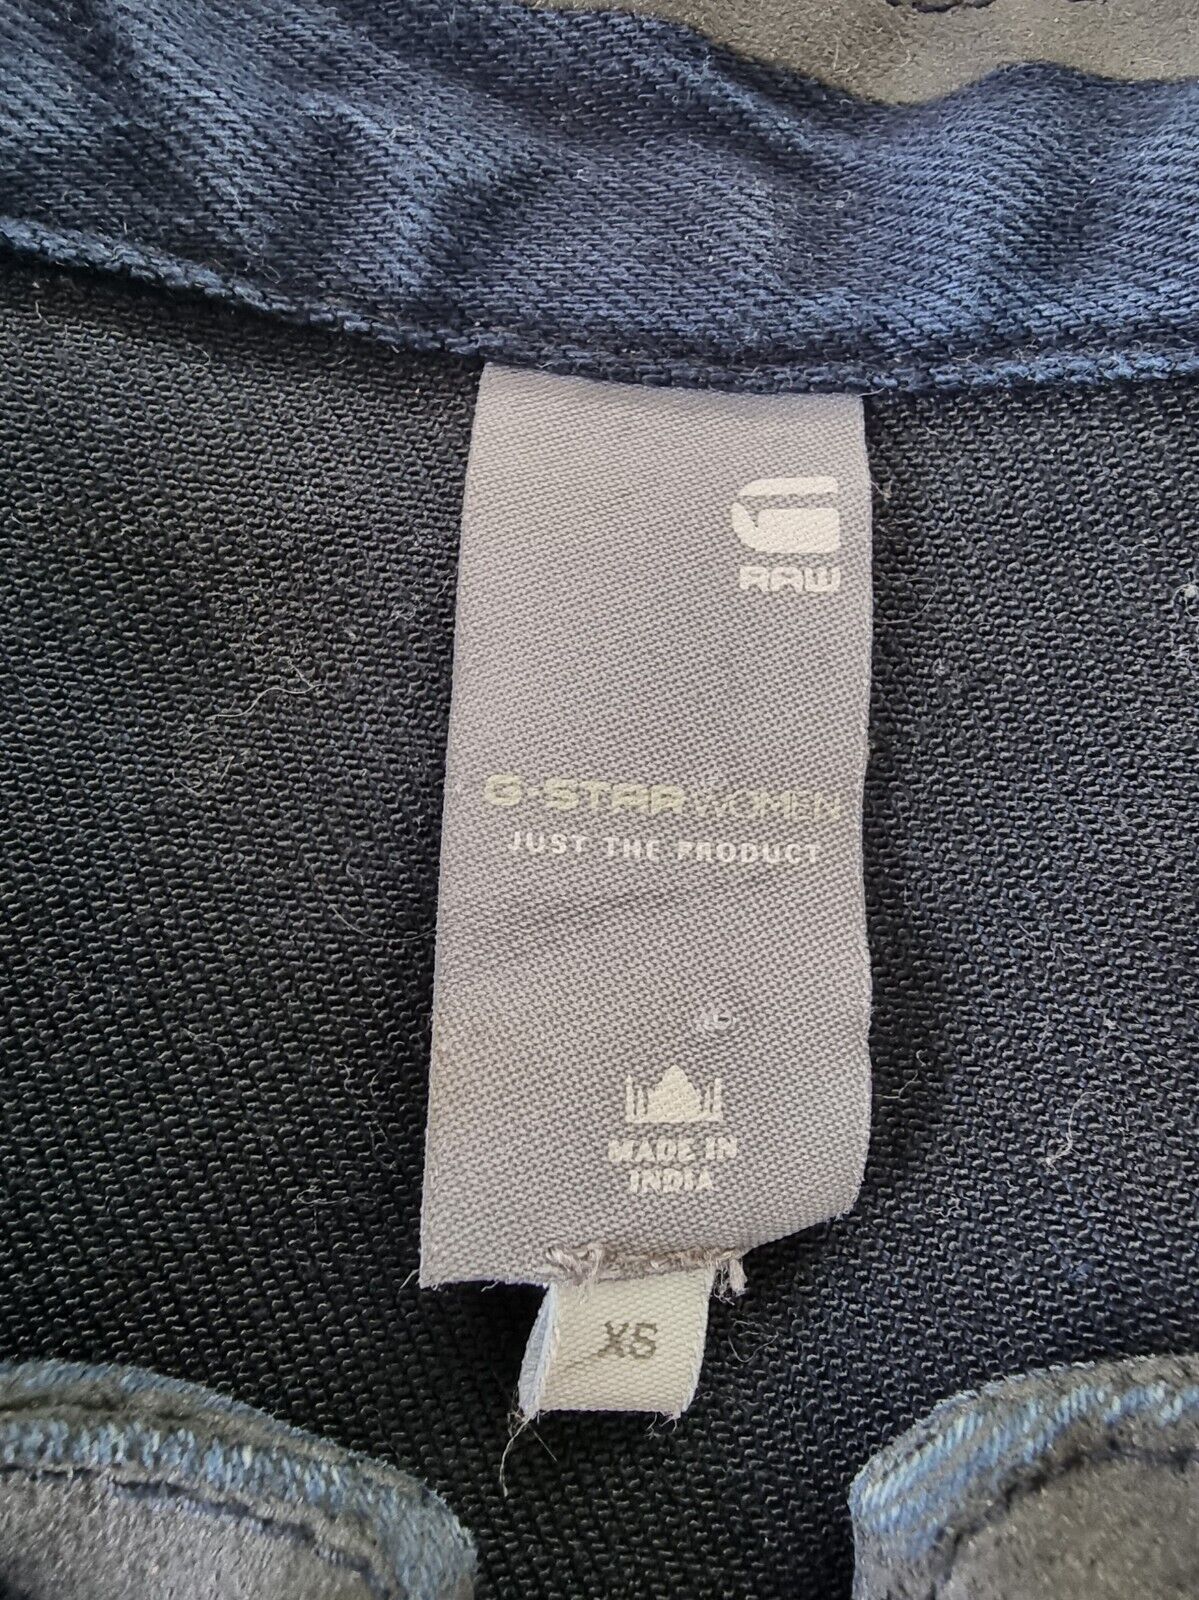 RAW
G-STAR WOMEN
JUST THE PRODUCT
MADE IN
INDIA
XS